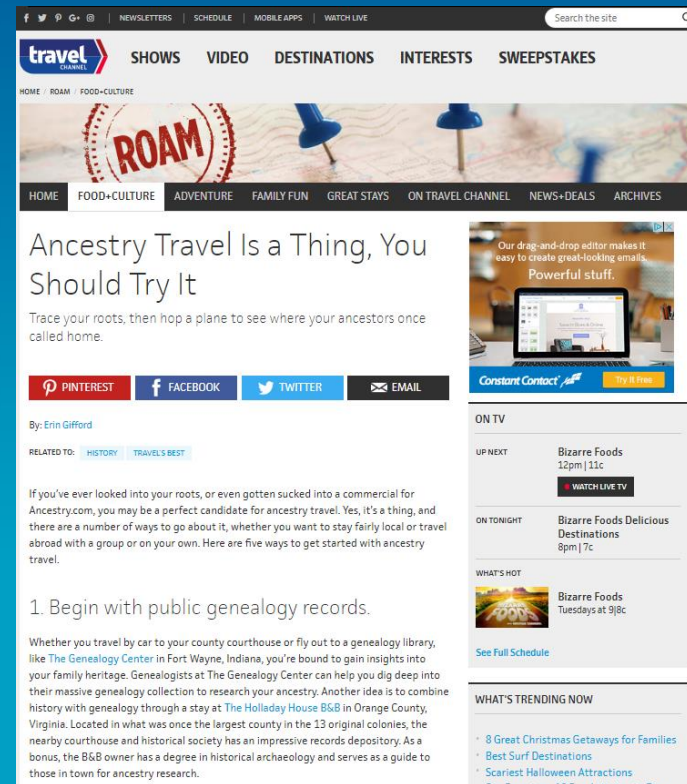 NEWSLETTERS | SCHEDULE | MOBILE APPS | WATCH LIVE
Search the site
travel CHANNEL
SHOWS VIDEO DESTINATIONS INTERESTS SWEEPSTAKES
HOME / ROAM / FOOD+CULTURE
ROAM
HOME FOOD+CULTURE ADVENTURE FAMILY FUN GREAT STAYS ON TRAVEL CHANNEL NEWS+DEALS ARCHIVES
Ancestry Travel Is a Thing, You
Should Try It
Trace your roots, then hop a plane to see where your ancestors once
called home.
PINTEREST FACEBOOK TWITTER EMAIL
By: Erin Gifford
RELATED TO: HISTORY TRAVEL'S BEST
If you've ever looked into your roots, or even gotten sucked into a commercial for
Ancestry.com, you may be a perfect candidate for ancestry travel. Yes, it's a thing, and
there are a number of ways to go about it, whether you want to stay fairly local or travel
abroad with a group or on your own. Here are five ways to get started with ancestry
travel.
1. Begin with public genealogy records.
Whether you travel by car to your county courthouse or fly out to a genealogy library,
like The Genealogy Center in Fort Wayne, Indiana, you're bound to gain insights into
your family heritage. Genealogists at The Genealogy Center can help you dig deep into
their massive genealogy collection to research your ancestry. Another idea is to combine
history with genealogy through a stay at The Holladay House B&B in Orange County,
Virginia. Located in what was once the largest county in the 13 original colonies, the
nearby courthouse and historical society has an impressive records depository. As a
bonus, the B&B owner has a degree in historical archaeology and serves as a guide to
those in town for ancestry research.
Our drag-and-drop editor makes it
easy to create great-looking emails.
Powerful stuff.
Constant Contact
Try It Free
ON TV
UP NEXT
Bizarre Foods
12pm | 11c
WATCH LIVE TV
ON TONIGHT
Bizarre Foods Delicious
Destinations
8pm | 7c
WHAT'S HOT
Bizarre Foods
Tuesdays at 9|8c
See Full Schedule
WHAT'S TRENDING NOW
8 Great Christmas Getaways for Families
Best Surf Destinations
Scariest Halloween Attractions